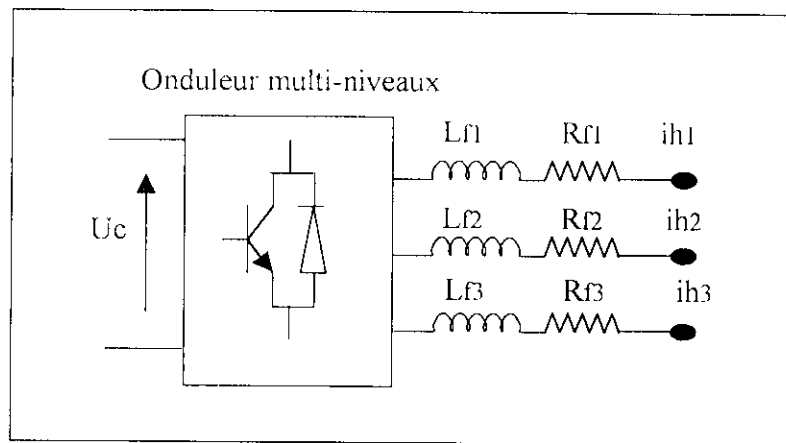 Onduleur multi-niveaux
Lf1 Rf1 ih1
Uc
Lf2 Rf2 ih2
Lf3 Rf3 ih3